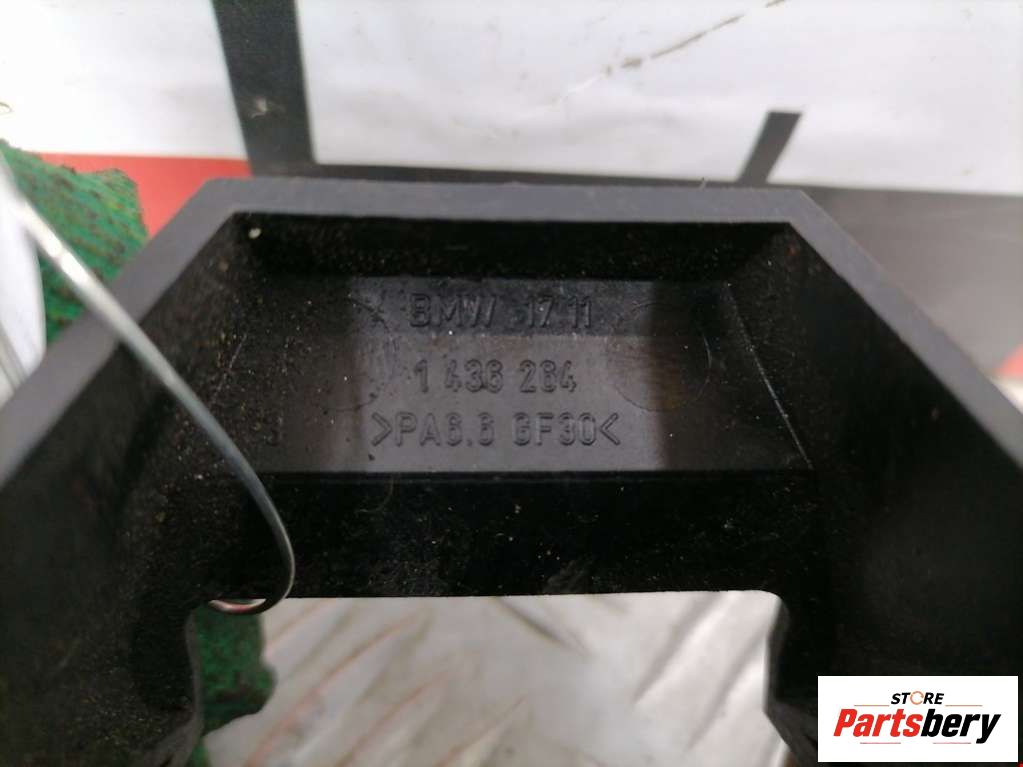 BMW 17 11
1 436 264
>PA6.6 GF30<
STORE
Partsbery